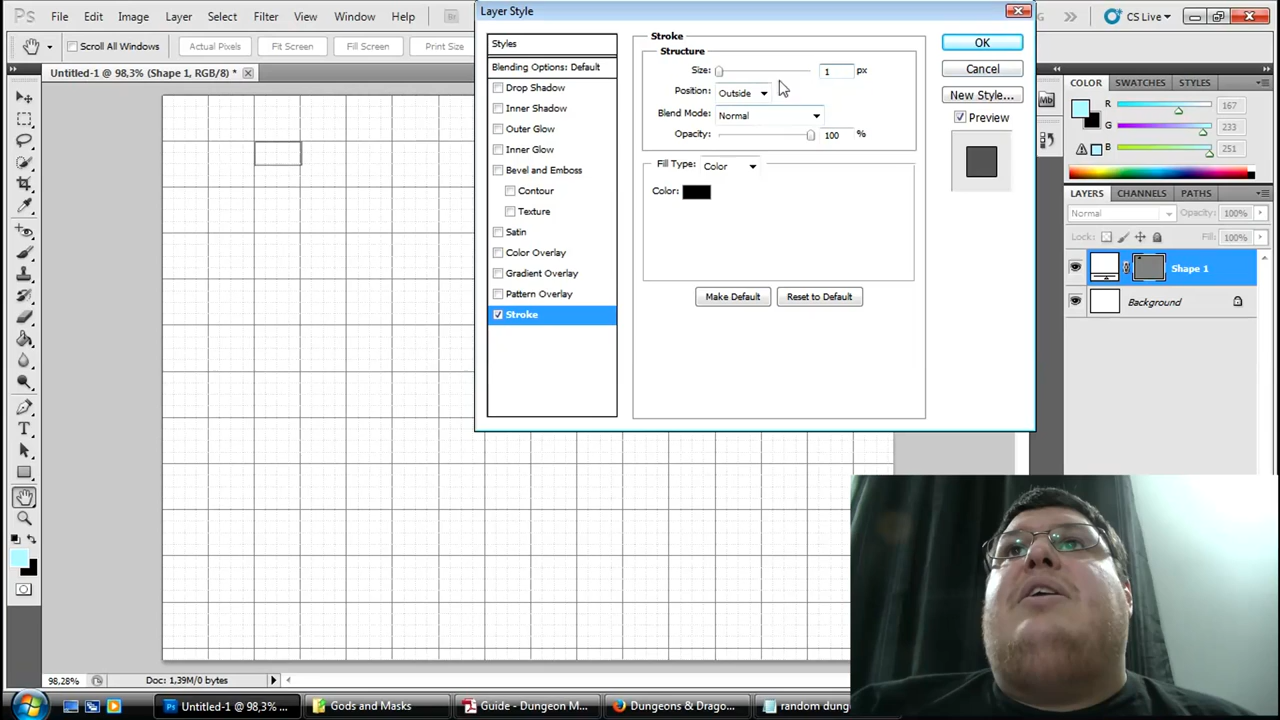 Ps File Edit Image Layer Select Filter View Window Help Br
CS Live
Scroll All Windows Actual Pixels Fit Screen Fill Screen Print Size
Untitled-1 @ 98,3% (Shape 1, RGB/8)
Layer Style
Styles
Blending Options: Default
Drop Shadow
Inner Shadow
Outer Glow
Inner Glow
Bevel and Emboss
Contour
Texture
Satin
Color Overlay
Gradient Overlay
Pattern Overlay
Stroke
Stroke
Structure
Size: 1 px
Position: Outside
Blend Mode: Normal
Opacity: 100 %
Fill Type: Color
Color:
Make Default Reset to Default
OK
Cancel
New Style...
Preview
Mb
COLOR SWATCHES STYLES
R 167
G 233
B 251
LAYERS CHANNELS PATHS
Normal Opacity: 100%
Lock: Fill: 100%
Shape 1
Background
98,28% Doc: 1,39M/0 bytes
Untitled-1 @ 98,3% ... Gods and Masks Guide - Dungeon M... Dungeons & Drago... random dun